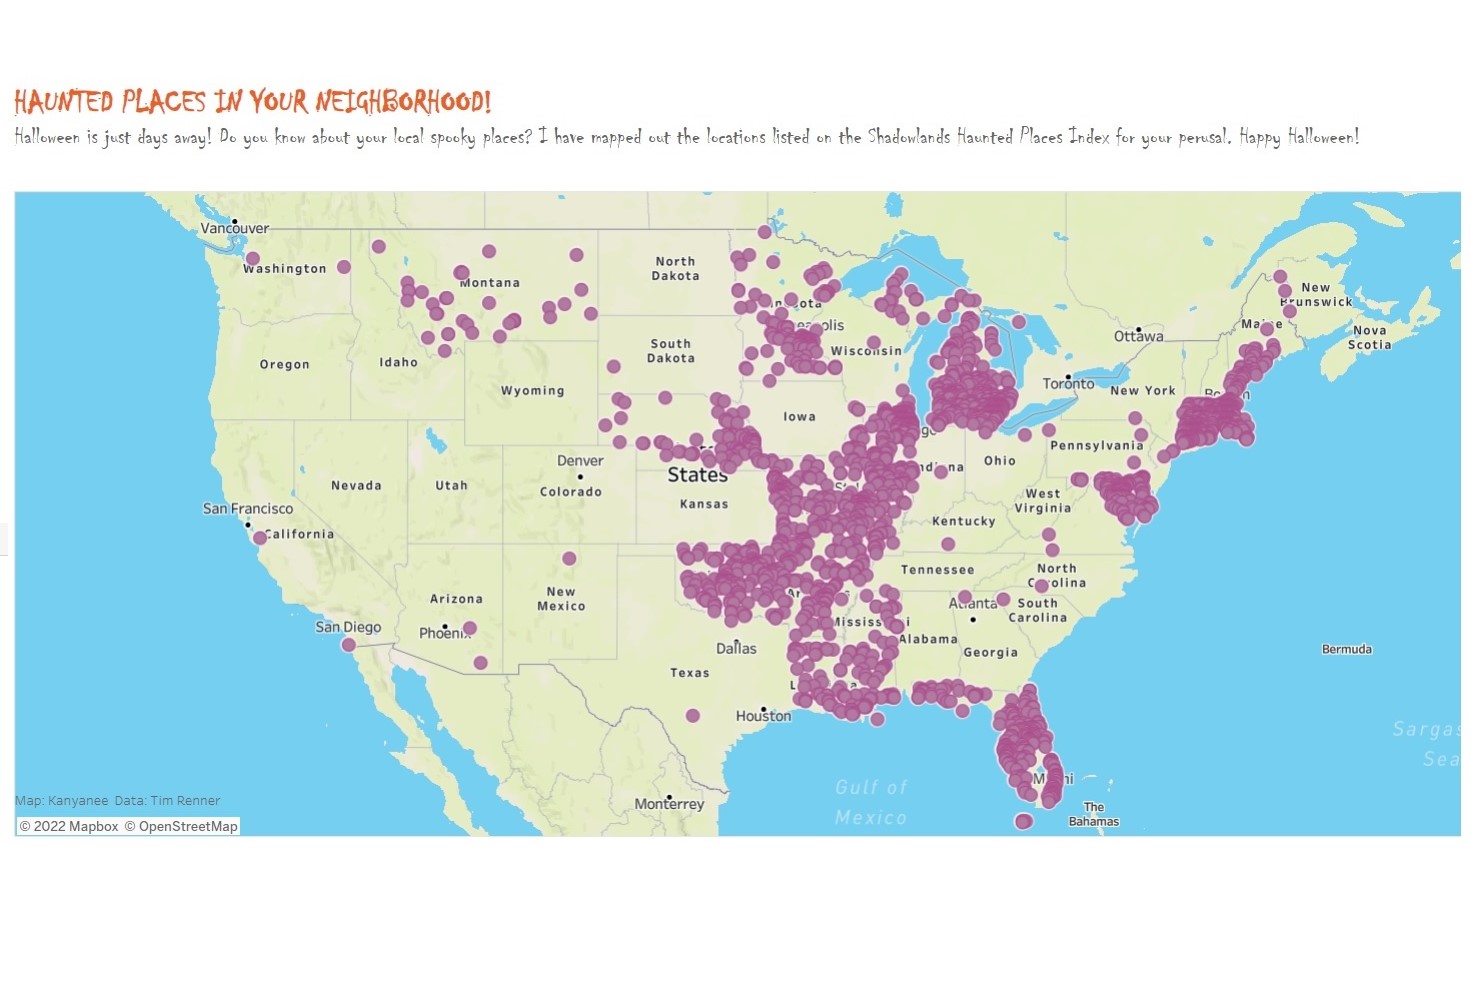 HAUNTED PLACES IN YOUR NEIGHBORHOOD!
Halloween is just days away! Do you know about your local spooky places? I have mapped out the locations listed on the Shadowlands Haunted Places Index for your perusal. Happy Halloween!
Vancouver
Washington
Montana
North
Dakota
New
Brunswick
Nova
Scotia
Ottawa
Oregon
Idaho
South
Dakota
Wisconsin
Toronto
New York
Wyoming
Iowa
Pennsylvania
Denver
Colorado
States
Ohio
Nevada
Utah
Kansas
West
Virginia
San Francisco
California
Kentucky
Tennessee
North
Arizona
New
Mexico
Atlanta
South
Carolina
San Diego
Phoenix
Dallas
Alabama
Georgia
Bermuda
Texas
Houston
Gulf of
Mexico
Monterrey
The
Bahamas
Map: Kanyanee Data: Tim Renner
© 2022 Mapbox © OpenStreetMap